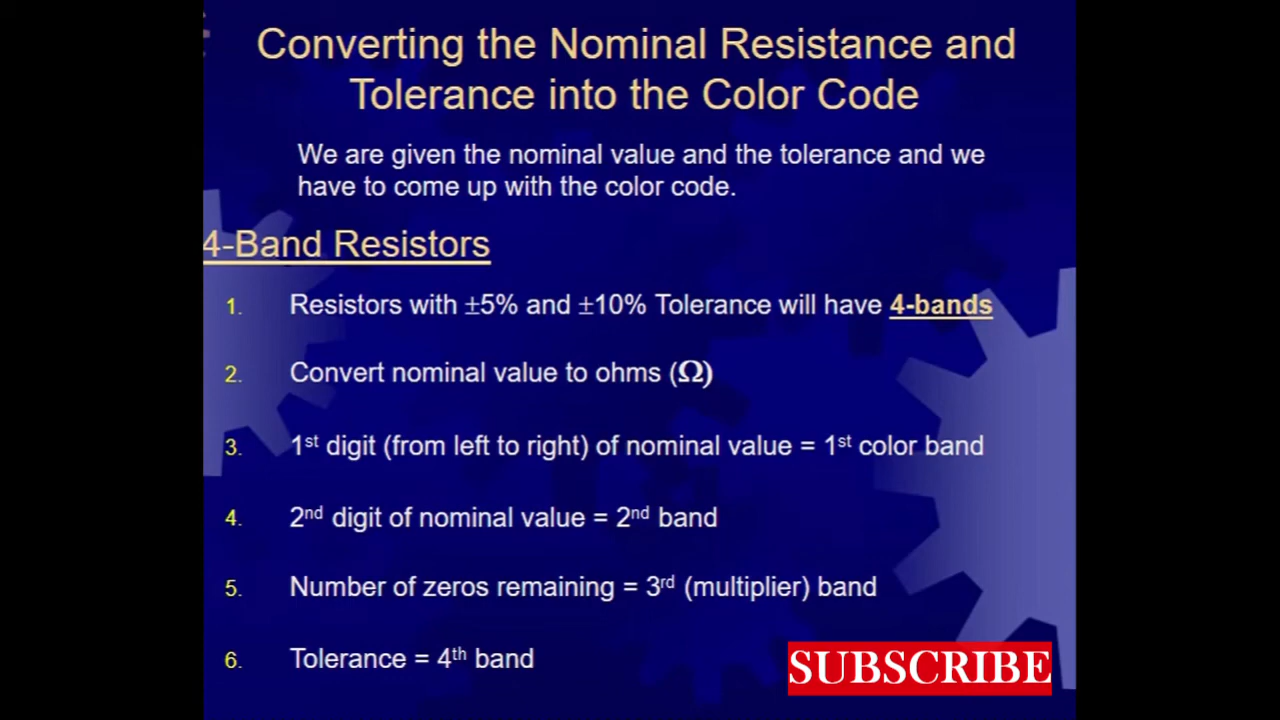 Converting the Nominal Resistance and
Tolerance into the Color Code
We are given the nominal value and the tolerance and we
have to come up with the color code.
4-Band Resistors
1. Resistors with ±5% and ±10% Tolerance will have 4-bands
2. Convert nominal value to ohms (Ω)
3. 1st digit (from left to right) of nominal value = 1st color band
4. 2nd digit of nominal value = 2nd band
5. Number of zeros remaining = 3rd (multiplier) band
6. Tolerance = 4th band
SUBSCRIBE